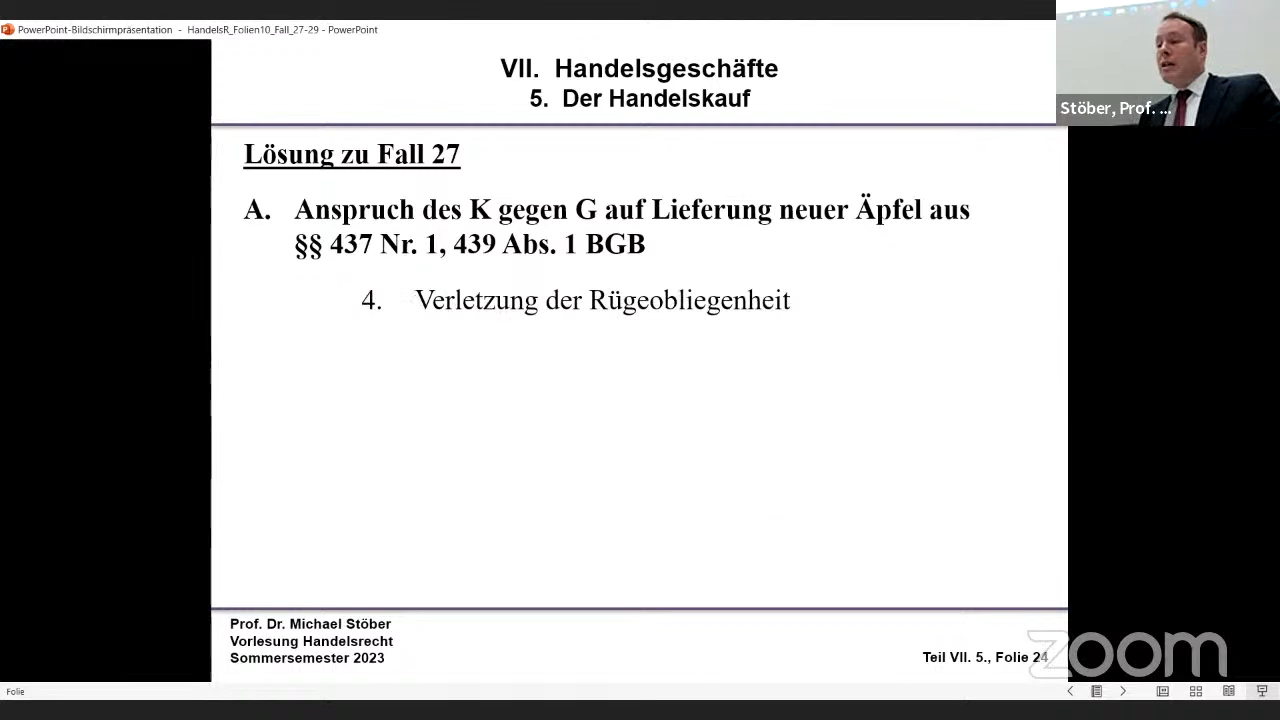 PowerPoint-Bildschirmpräsentation - HandelsR_Folien10_Fall_27-29 - PowerPoint
VII. Handelsgeschäfte
5. Der Handelskauf
Stöber, Prof. ...
Lösung zu Fall 27
A. Anspruch des K gegen G auf Lieferung neuer Äpfel aus
§§ 437 Nr. 1, 439 Abs. 1 BGB
4. Verletzung der Rügeobliegenheit
Prof. Dr. Michael Stöber
Vorlesung Handelsrecht
Sommersemester 2023
Teil VII. 5., Folie 24
zoom
Folie